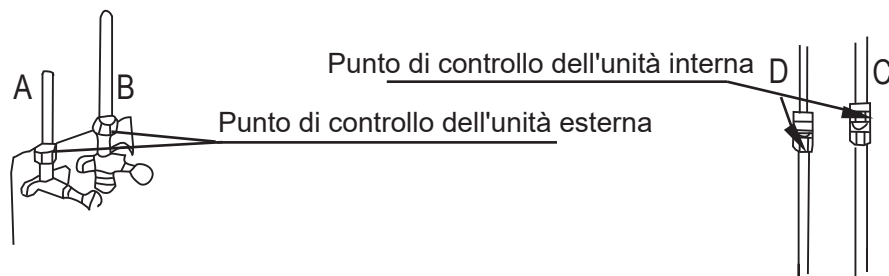 Punto di controllo dell'unità interna
D
C
A
B
Punto di controllo dell'unità esterna